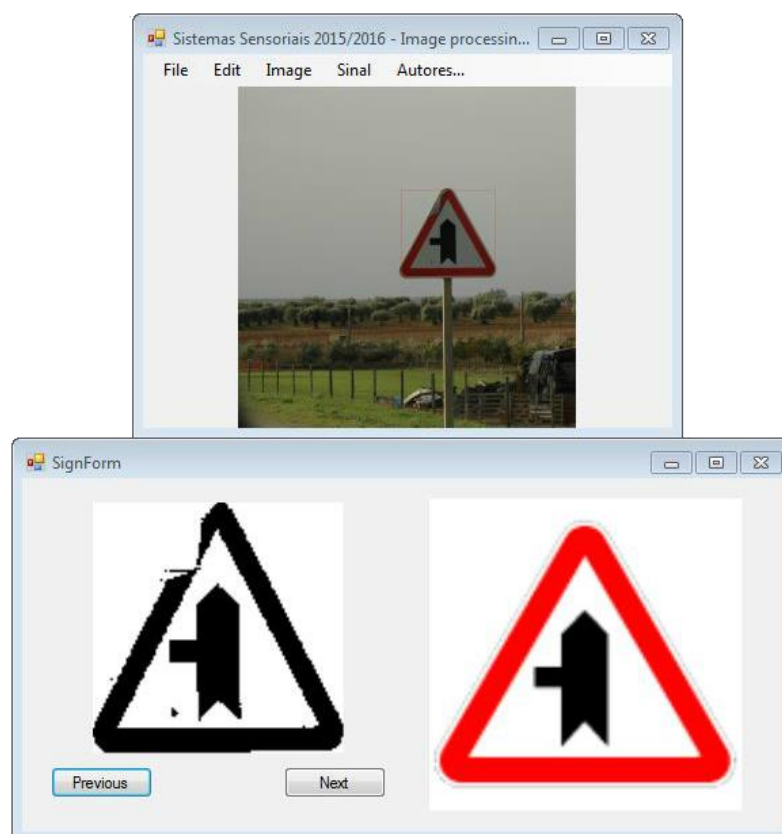 Sistemas Sensoriais 2015/2016 - Image processin...
File Edit Image Sinal Autores...
SignForm
Previous Next